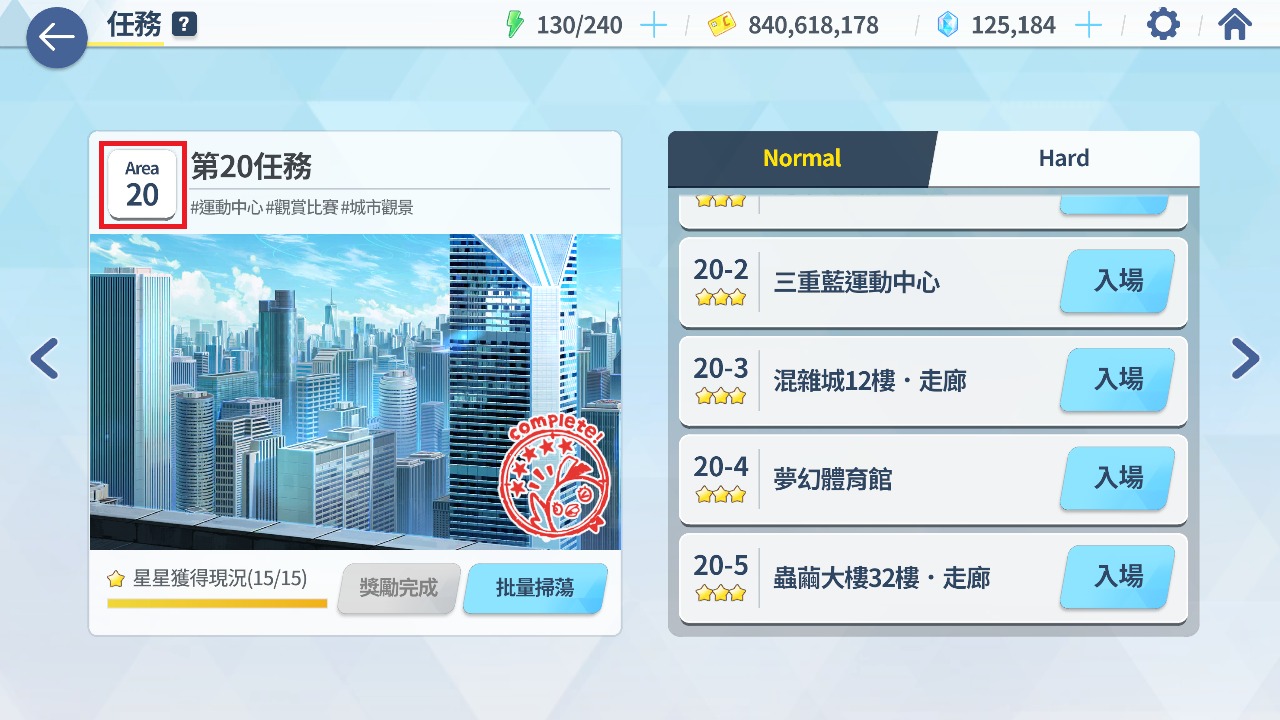 任務 ?
130/240
840,618,178
125,184
Area
20
第20任務
#運動中心 #觀賞比賽 #城市觀景
complete!
星星獲得現況(15/15)
獎勵完成
批量掃蕩
Normal
Hard
20-2
三重藍運動中心
入場
20-3
混雜城12樓・走廊
入場
20-4
夢幻體育館
入場
20-5
蟲繭大樓32樓・走廊
入場